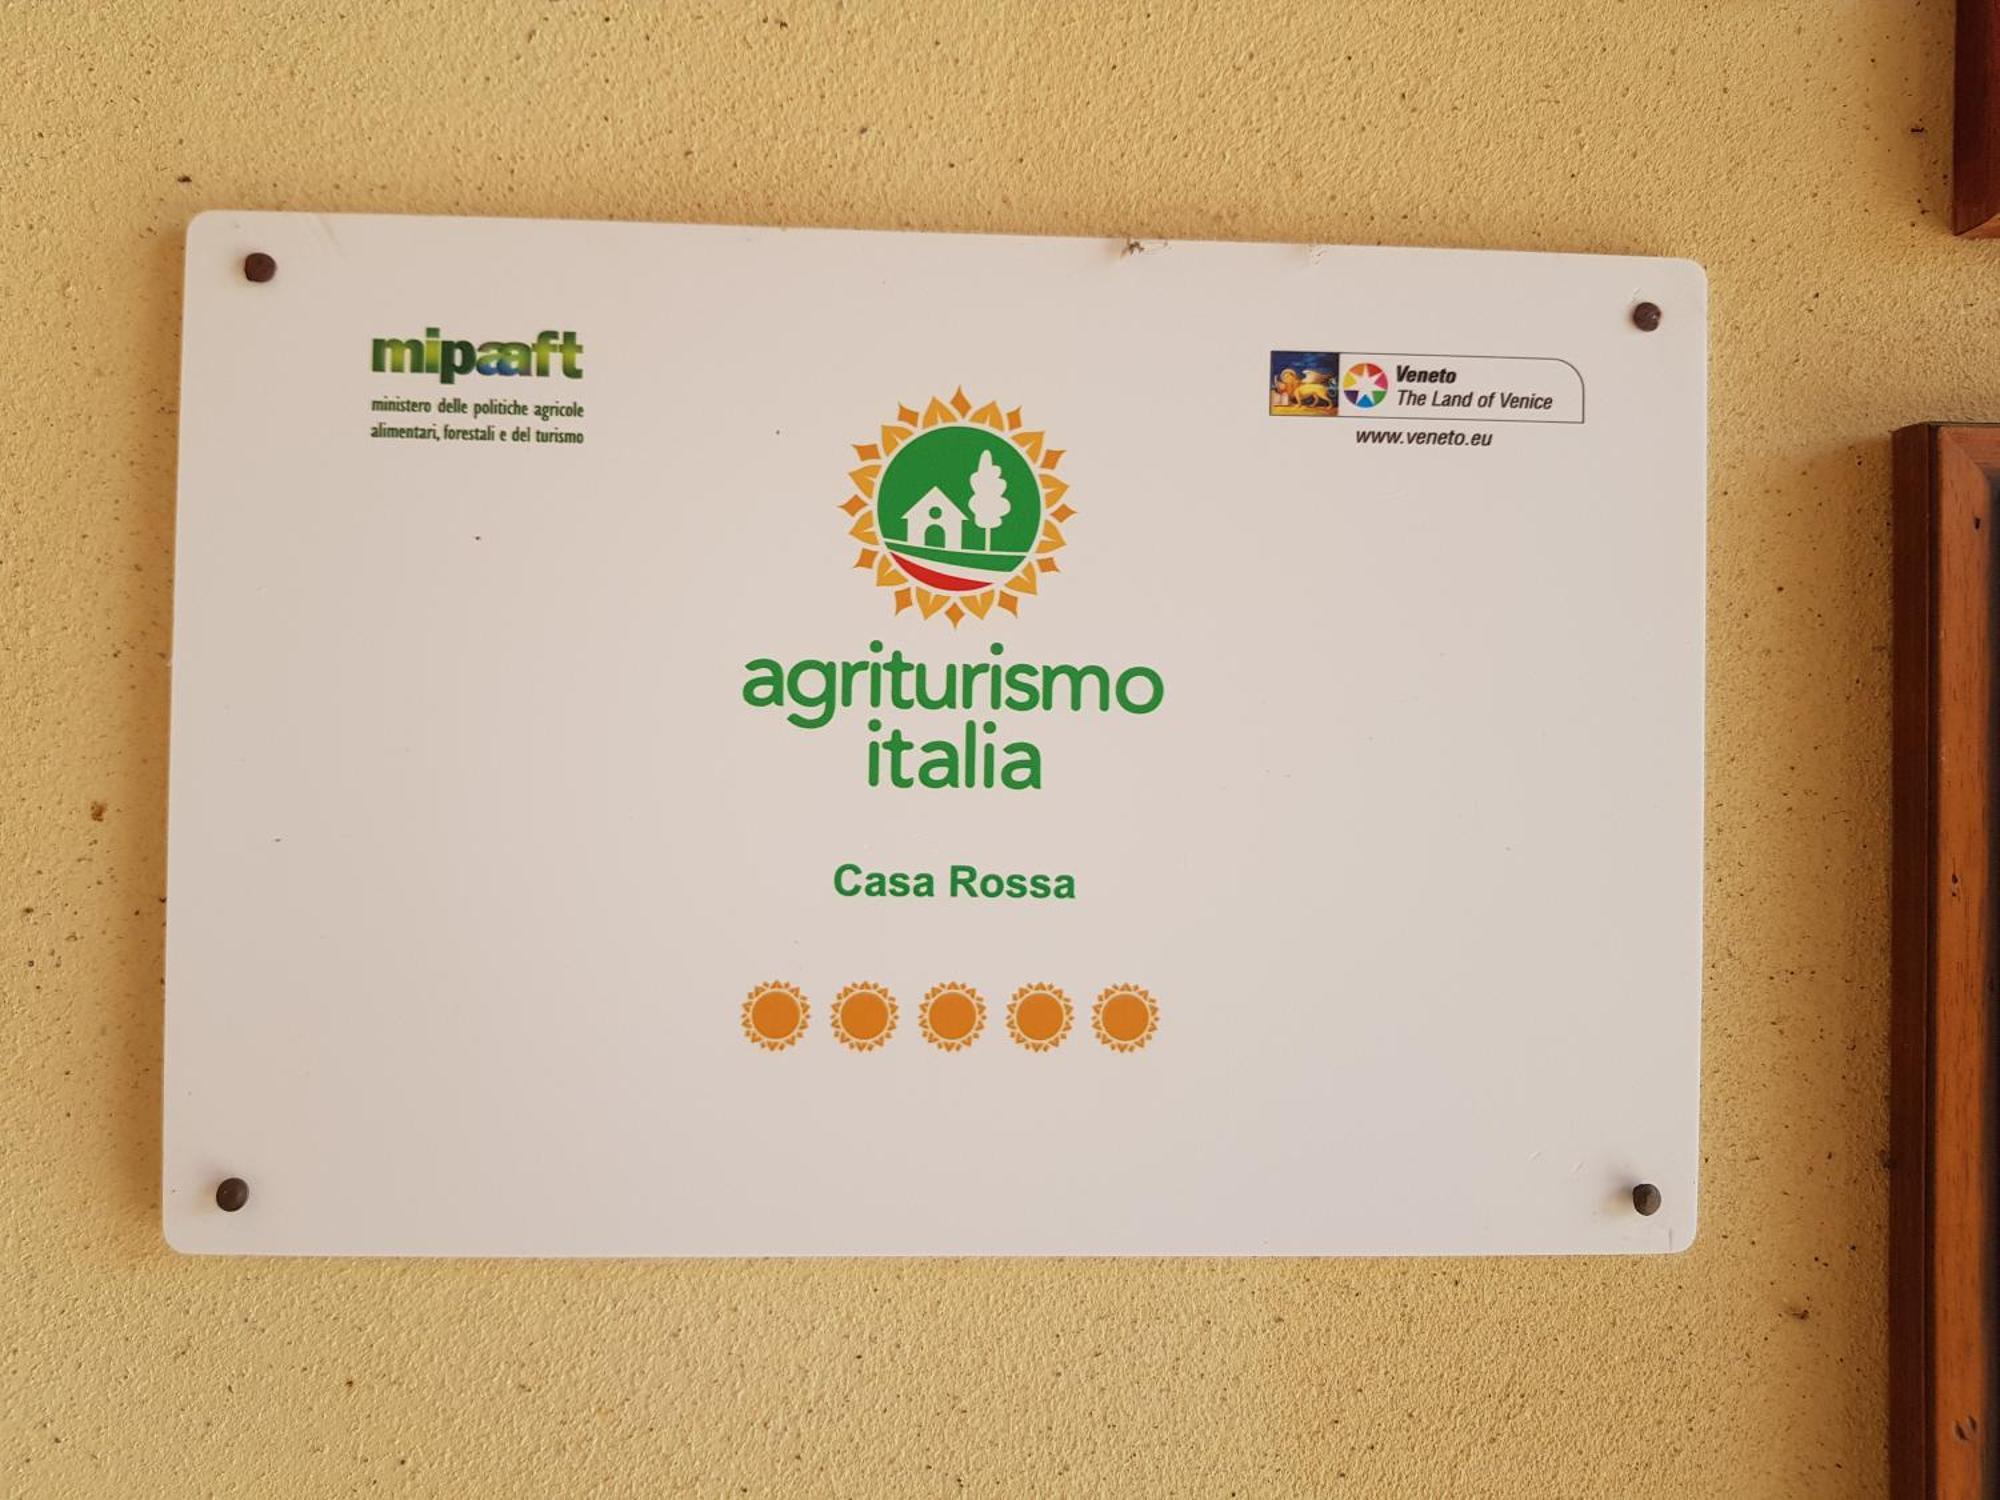 mipaaft
ministero delle politiche agricole
alimentari, forestali e del turismo
Veneto
The Land of Venice
www.veneto.eu
agriturismo
italia
Casa Rossa